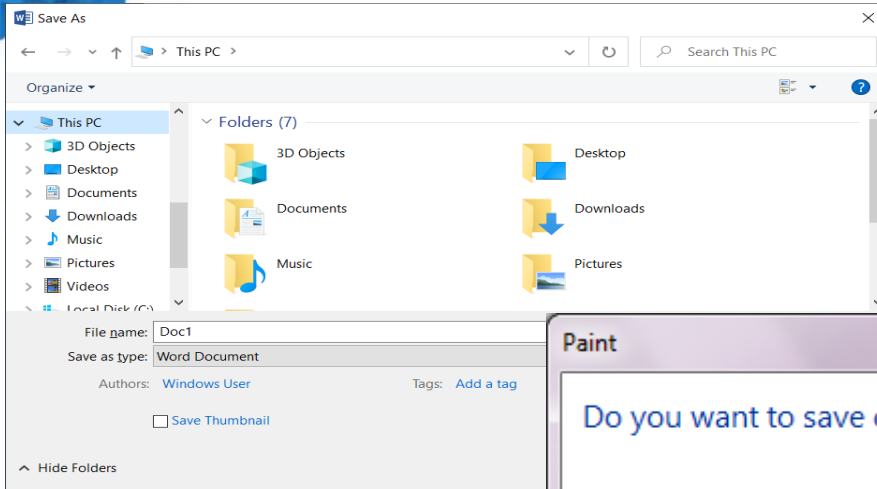 Save As
This PC
Search This PC
Organize
This PC
3D Objects
Desktop
Documents
Downloads
Music
Pictures
Videos
Local Disk (C:)
Folders (7)
3D Objects
Desktop
Documents
Downloads
Music
Pictures
File name: Doc1
Save as type: Word Document
Authors: Windows User Tags: Add a tag
Save Thumbnail
Hide Folders
Paint
Do you want to save